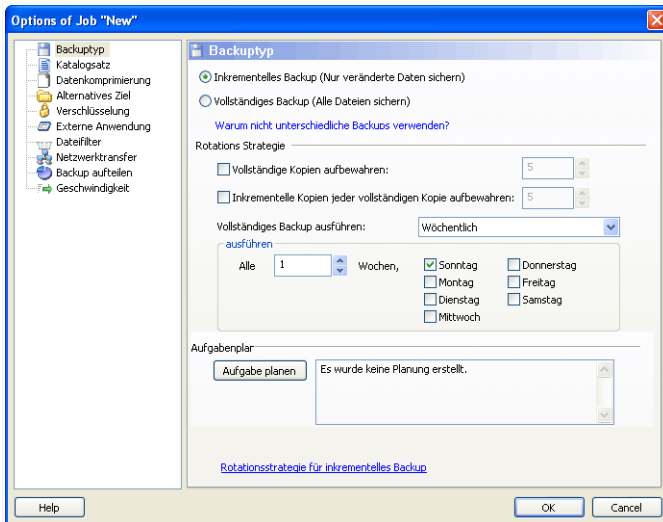 Options of Job "New"
Backuptyp
Katalogsatz
Datenkomprimierung
Alternatives Ziel
Verschlüsselung
Externe Anwendung
Dateifilter
Netzwerktransfer
Backup aufteilen
Geschwindigkeit
Backuptyp
Inkrementelles Backup (Nur veränderte Daten sichern)
Vollständiges Backup (Alle Dateien sichern)
Warum nicht unterschiedliche Backups verwenden?
Rotations Strategie
Vollständige Kopien aufbewahren: 5
Inkrementelle Kopien jeder vollständigen Kopie aufbewahren: 5
Vollständiges Backup ausführen: Wöchentlich
ausführen
Alle 1 Wochen, Sonntag Donnerstag
Montag Freitag
Dienstag Samstag
Mittwoch
Aufgabenplan
Aufgabe planen Es wurde keine Planung erstellt.
Rotationsstrategie für inkrementelles Backup
Help OK Cancel